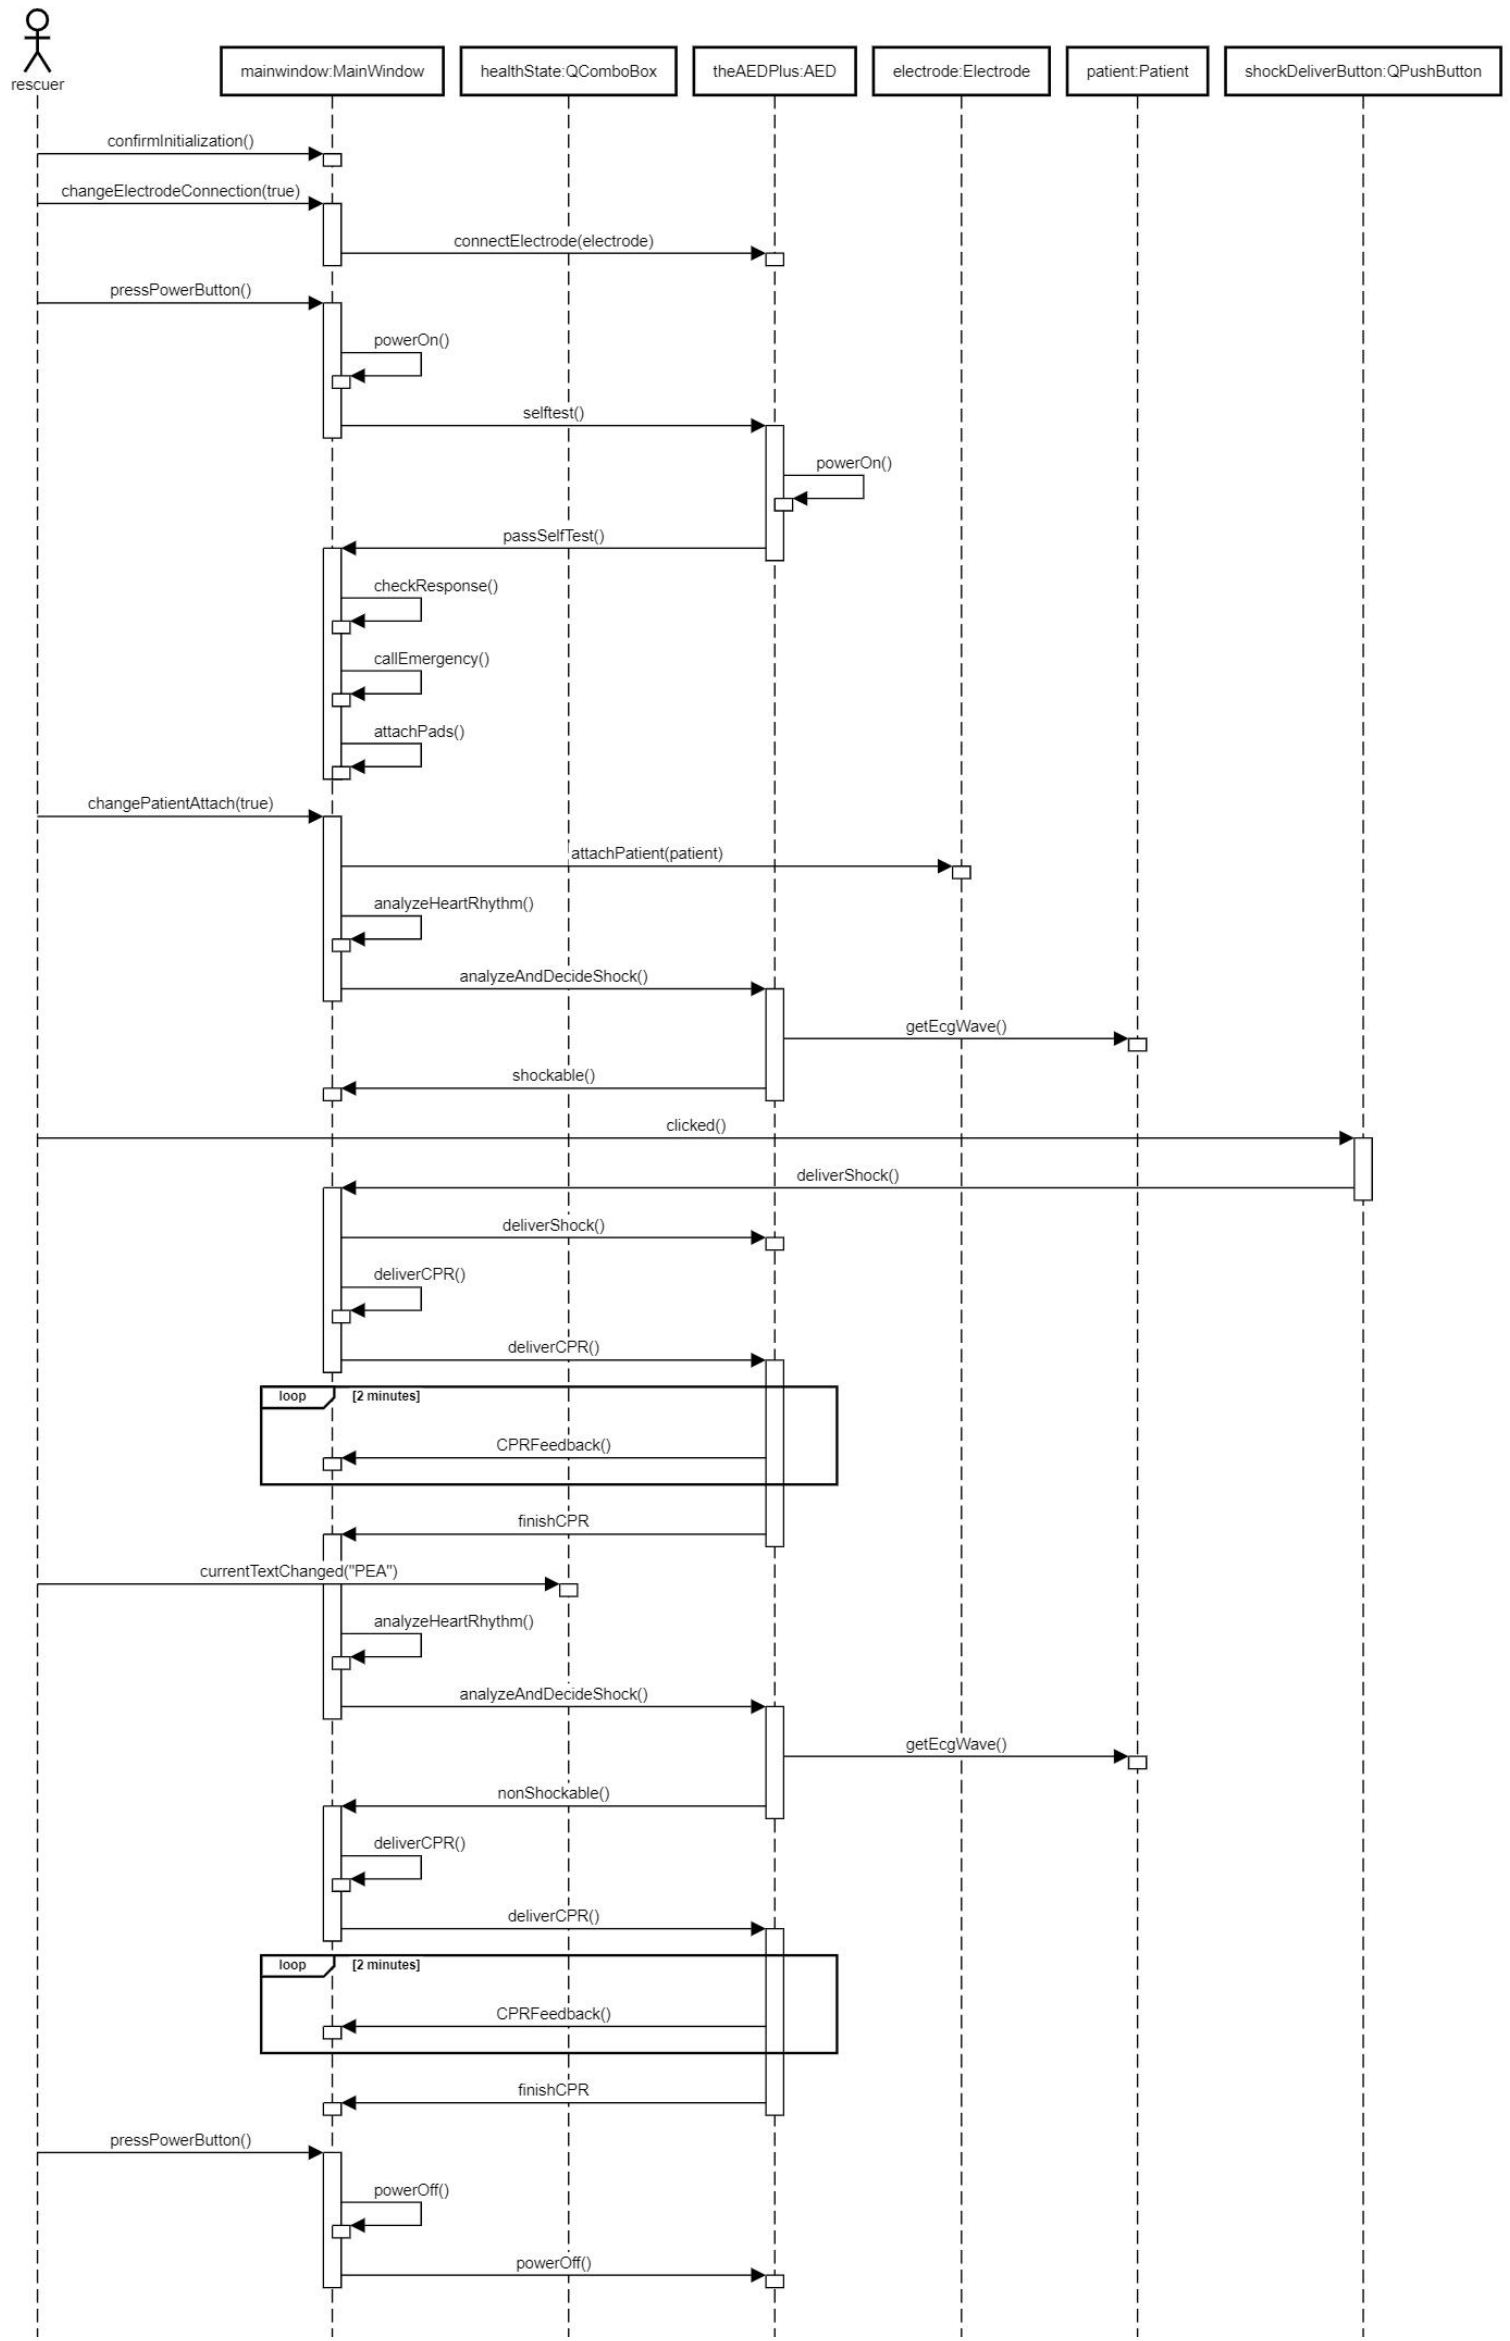 rescuer
mainwindow:MainWindow
healthState:QComboBox
theAEDPlus:AED
electrode:Electrode
patient:Patient
shockDeliverButton:QPushButton
confirmInitialization()
changeElectrodeConnection(true)
connectElectrode(electrode)
pressPowerButton()
powerOn()
selftest()
powerOn()
passSelfTest()
checkResponse()
callEmergency()
attachPads()
changePatientAttach(true)
attachPatient(patient)
analyzeHeartRhythm()
analyzeAndDecideShock()
getEcgWave()
shockable()
clicked()
deliverShock()
deliverShock()
deliverCPR()
deliverCPR()
loop [2 minutes]
CPRFeedback()
finishCPR
currentTextChanged("PEA")
analyzeHeartRhythm()
analyzeAndDecideShock()
getEcgWave()
nonShockable()
deliverCPR()
deliverCPR()
loop [2 minutes]
CPRFeedback()
finishCPR
pressPowerButton()
powerOff()
powerOff()